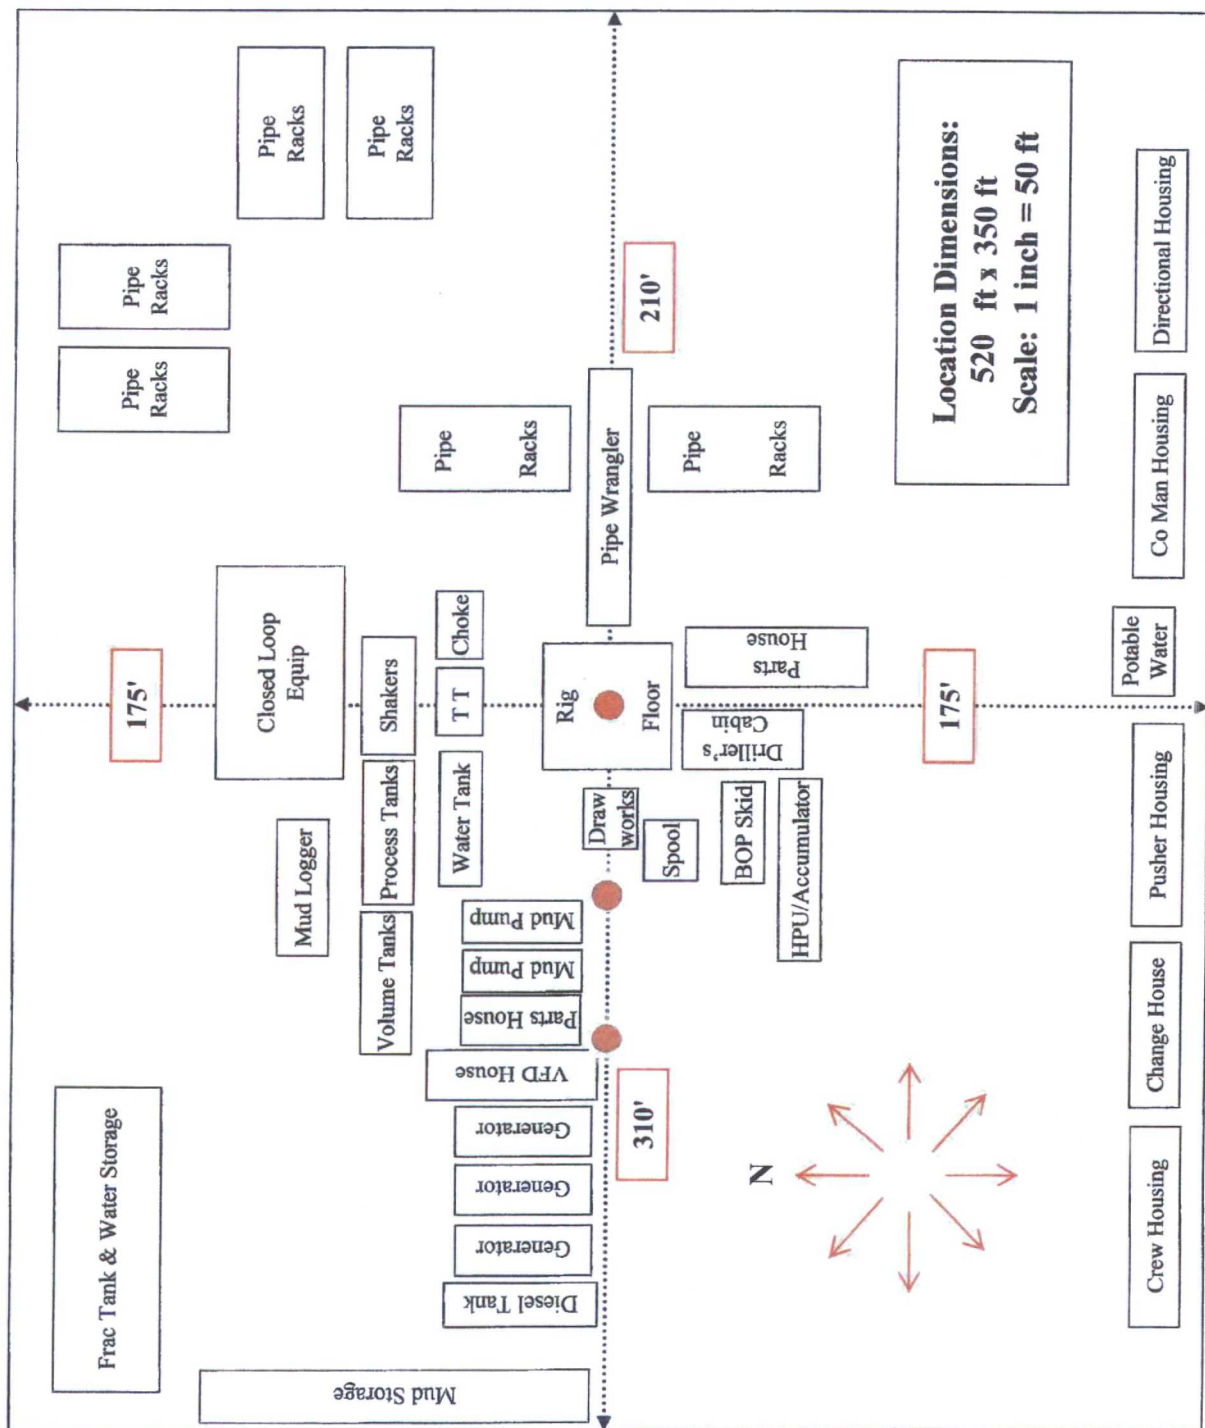 Frac Tank & Water Storage
Mud Storage
Diesel Tank
Generator
Generator
Generator
VFD House
Parts House
Mud Pump
Mud Pump
Volume Tanks
Process Tanks
Shakers
Mud Logger
Closed Loop
Equip
175'
Water Tank
T T
Choke
Pipe
Racks
Pipe
Racks
Pipe
Racks
Pipe
Racks
Pipe
Racks
Pipe
Racks
Pipe Wrangler
210'
Rig
Floor
Draw
works
Spool
BOP Skid
HPU/Accumulator
Driller's
Cabin
Parts
House
310'
175'
N
Location Dimensions:
520 ft x 350 ft
Scale: 1 inch = 50 ft
Crew Housing
Change House
Pusher Housing
Potable
Water
Co Man Housing
Directional Housing